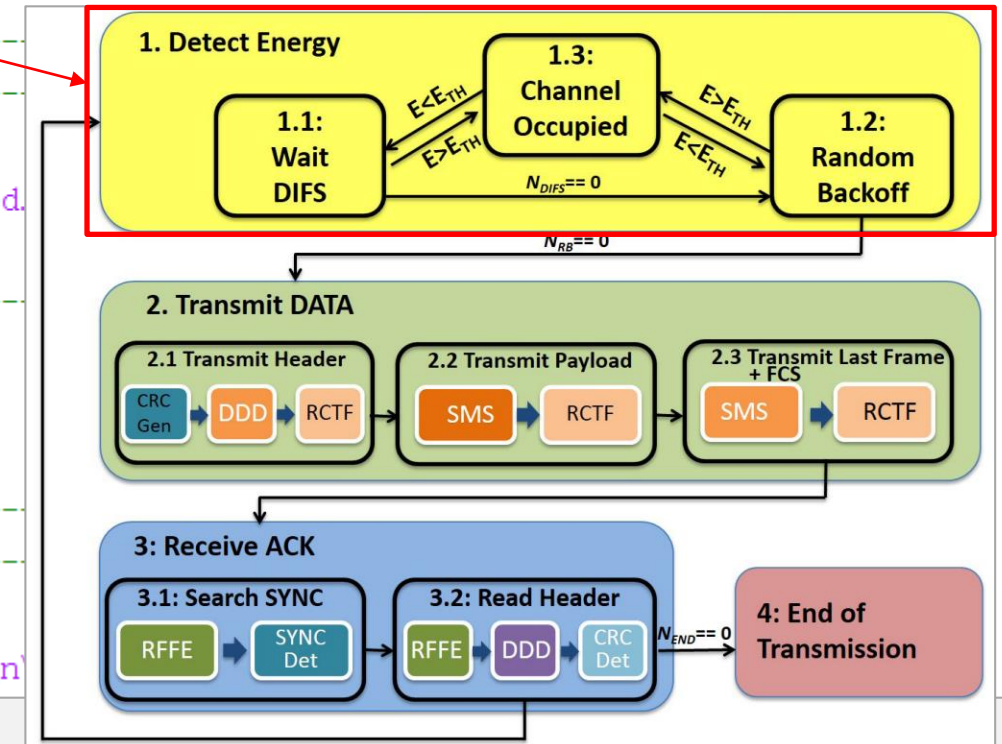 1. Detect Energy
1.3:
Channel
Occupied
E<E_TH
E>E_TH
E>E_TH
E<E_TH
1.1:
Wait
DIFS
1.2:
Random
Backoff
N_DIFS== 0
d.
N_RB== 0
2. Transmit DATA
2.1 Transmit Header
CRC
Gen
DDD
RCTF
2.2 Transmit Payload
SMS
RCTF
2.3 Transmit Last Frame
+ FCS
SMS
RCTF
3: Receive ACK
3.1: Search SYNC
RFFE
SYNC
Det
3.2: Read Header
RFFE
DDD
CRC
Det
N_END== 0
4: End of
Transmission
n\